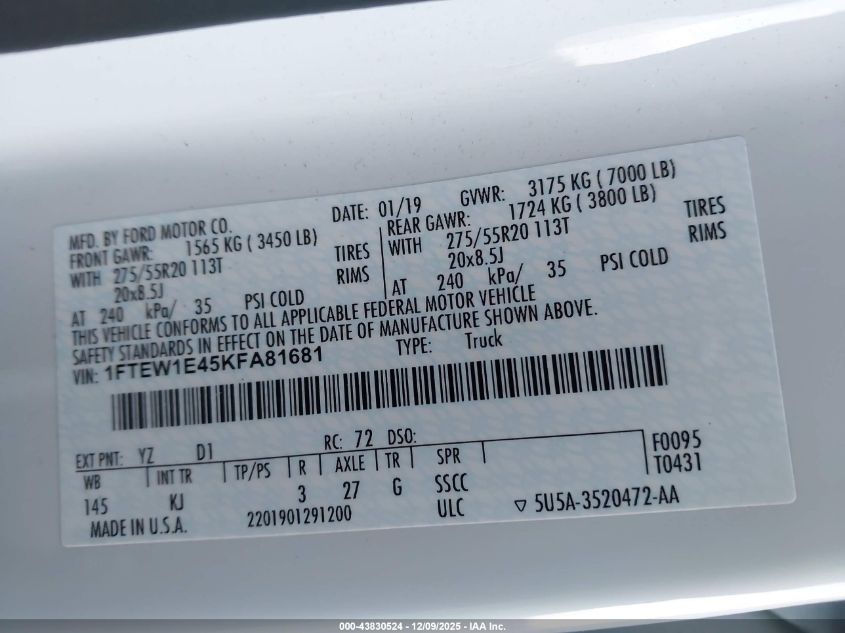 MFD. BY FORD MOTOR CO.
DATE: 01/19 GVWR: 3175 KG ( 7000 LB)
FRONT GAWR: 1565 KG ( 3450 LB)
WITH 275/55R20 113T TIRES
20x8.5J RIMS
AT 240 kPa/ 35 PSI COLD
REAR GAWR: 1724 KG ( 3800 LB)
WITH 275/55R20 113T TIRES
20x8.5J RIMS
AT 240 kPa/ 35 PSI COLD
THIS VEHICLE CONFORMS TO ALL APPLICABLE FEDERAL MOTOR VEHICLE
SAFETY STANDARDS IN EFFECT ON THE DATE OF MANUFACTURE SHOWN ABOVE.
VIN: 1FTEW1E45KFA81681 TYPE: Truck
EXT PNT: YZ D1 RC: 72 DSO:
WB INT TR TP/PS R AXLE TR SPR F0095
145 KJ 3 27 G SSCC T0431
MADE IN U.S.A. 2201901291200 ULC ▽ 5U5A-3520472-AA
000-43830524 - 12/09/2025 - IAA Inc.